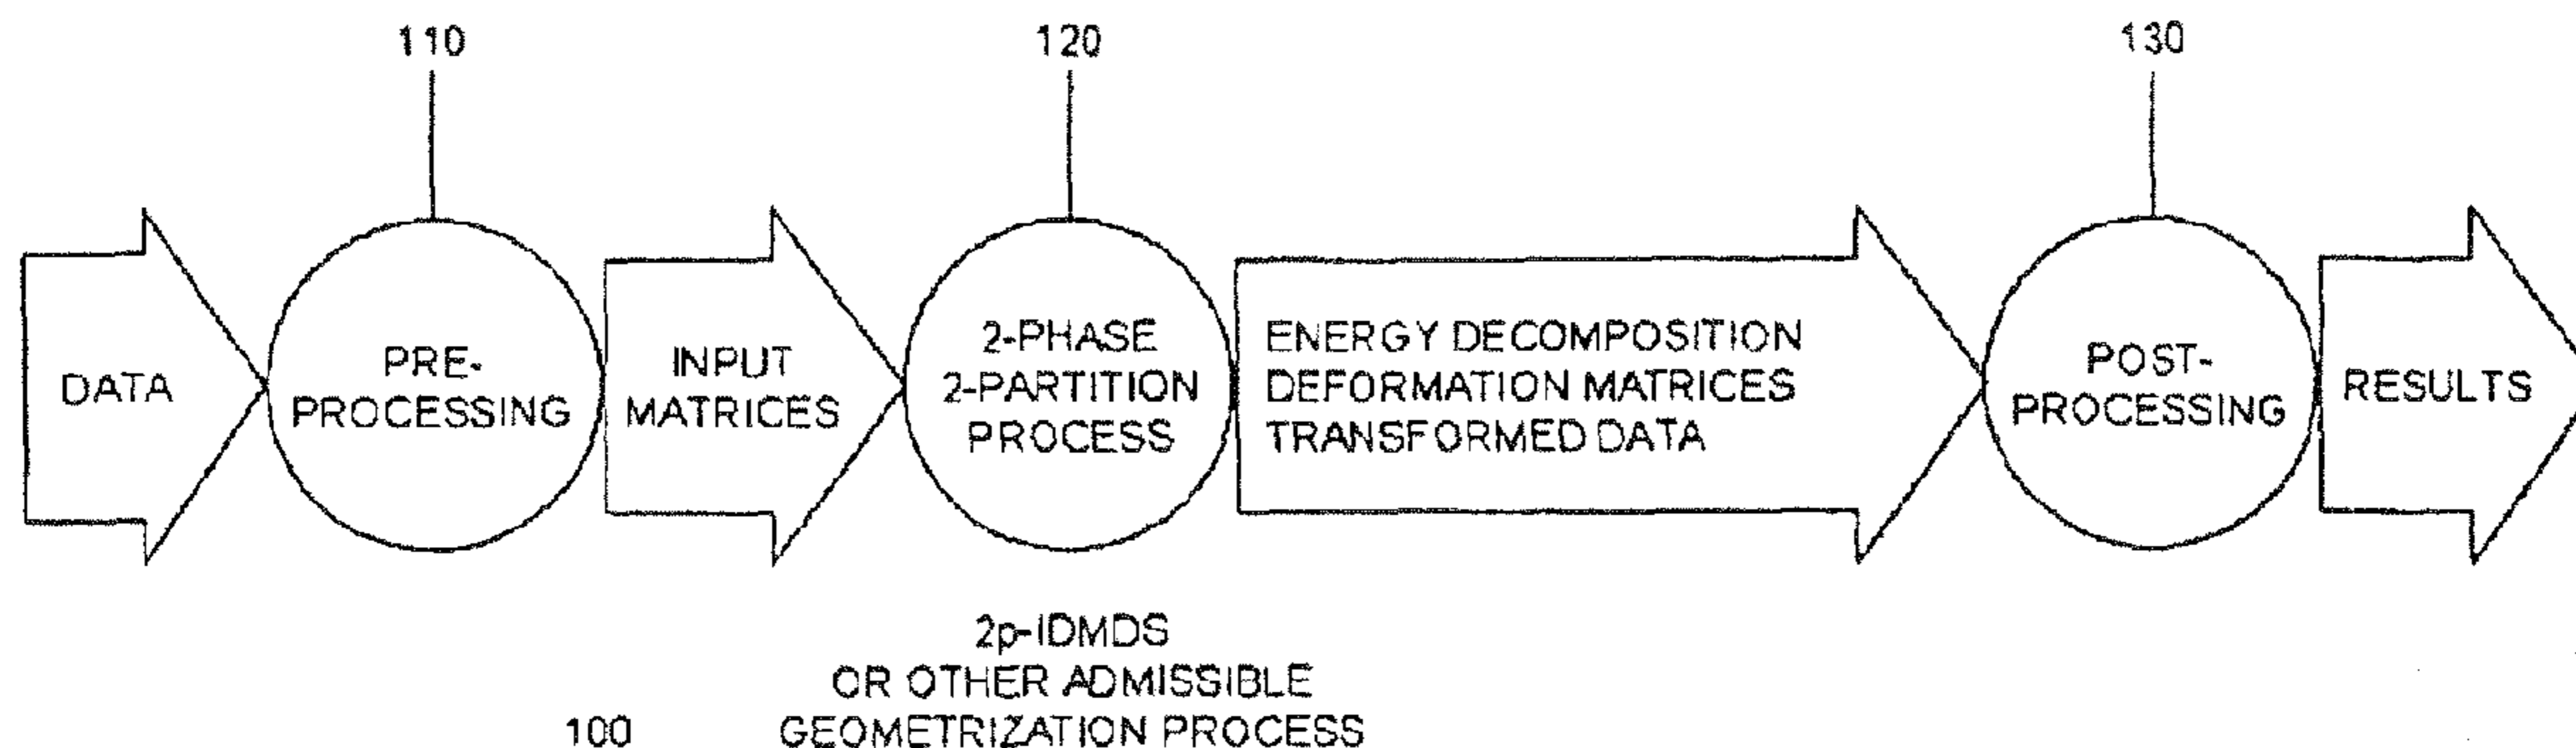 110
120
130
DATA
PRE-
PROCESSING
INPUT
MATRICES
2-PHASE
2-PARTITION
PROCESS
ENERGY DECOMPOSITION
DEFORMATION MATRICES
TRANSFORMED DATA
POST-
PROCESSING
RESULTS
2p-IDMDS
OR OTHER ADMISSIBLE
GEOMETRIZATION PROCESS
100